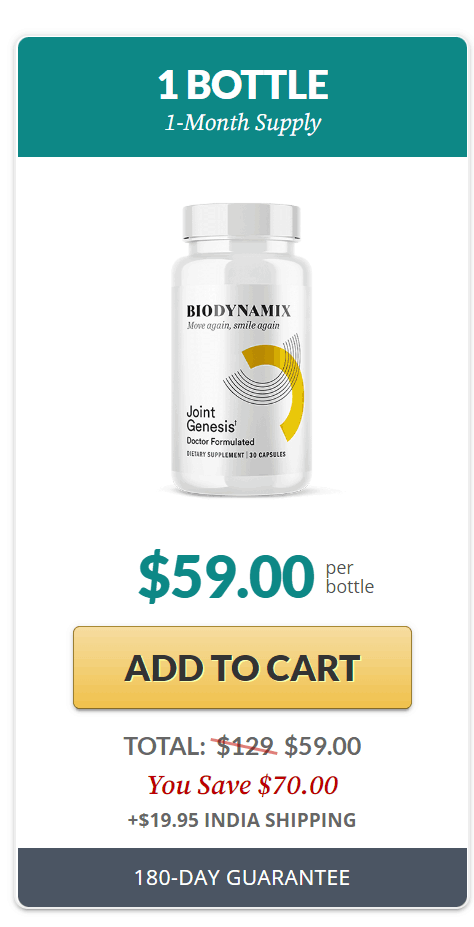 1 BOTTLE
1-Month Supply
BIODYNAMIX
Move again, smile again
Joint
Genesis†
Doctor Formulated
DIETARY SUPPLEMENT | 30 CAPSULES
$59.00 per
bottle
ADD TO CART
TOTAL: $129 $59.00
You Save $70.00
+$19.95 INDIA SHIPPING
180-DAY GUARANTEE